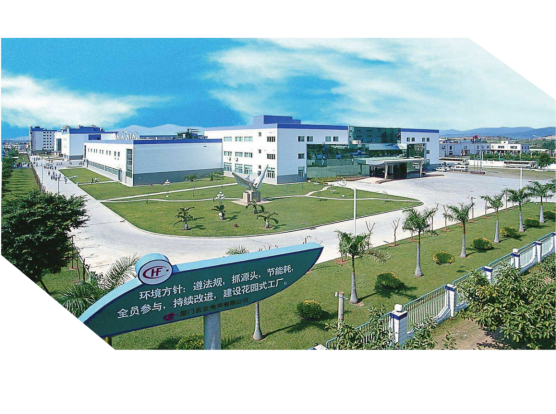 HF
环境方针：遵法规，抓源头，节能耗，
全员参与，持续改进，建设花园式工厂。